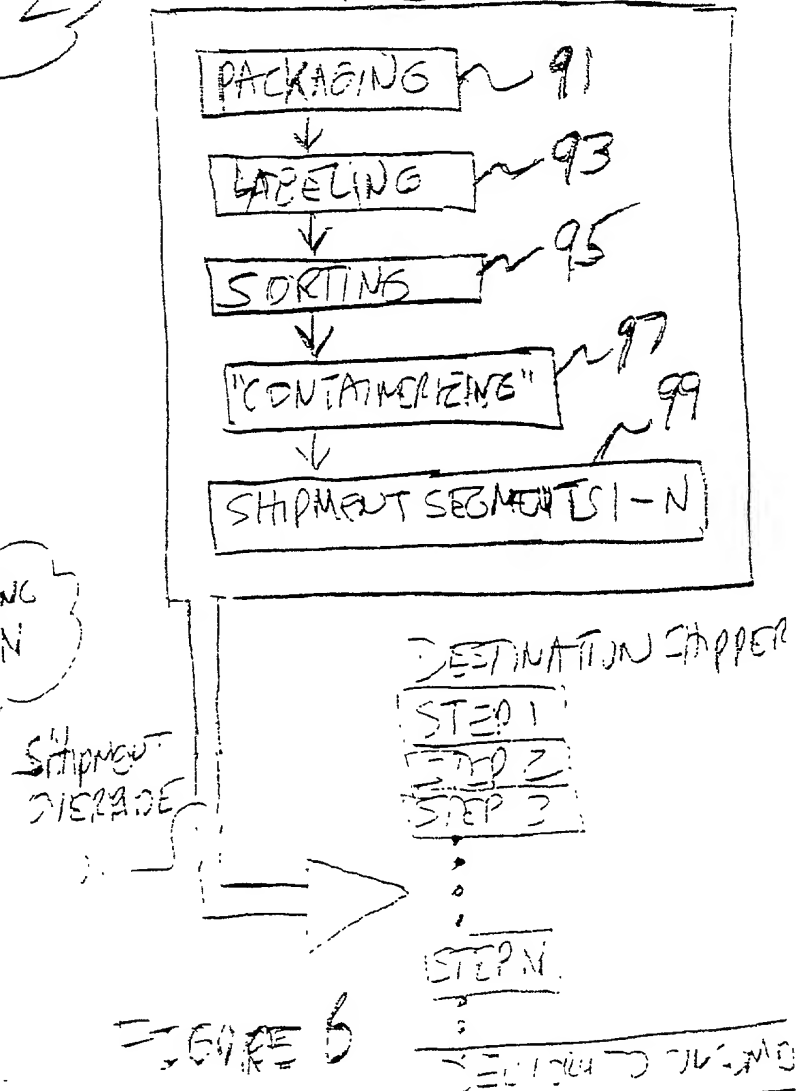 PACKAGING 91
LABELING 93
SORTING 95
"CONTAINERIZING" 97
99
SHIPMENT SEGMENTS 1-N
DESTINATION SHIPPER
STEP 1
STEP 2
SHIPMENT
OVERRIDE
STEP 3
STEP N
FIGURE 6